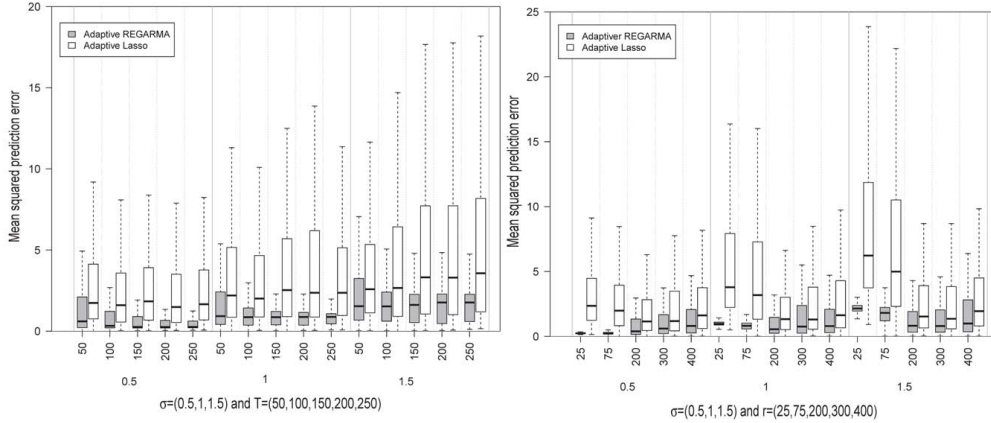 20
15
10
5
0
Mean squared prediction error
Adaptive REGARMA
Adaptive Lasso
50 100 150 200 250 50 100 150 200 250 50 100 150 200 250
0.5 1 1.5
σ=(0.5,1,1.5) and T=(50,100,150,200,250)
25
20
15
10
5
0
Mean squared prediction error
Adaptiver REGARMA
Adaptive Lasso
25 75 200 300 400 25 75 200 300 400 25 75 200 300 400
0.5 1 1.5
σ=(0.5,1,1.5) and r=(25,75,200,300,400)